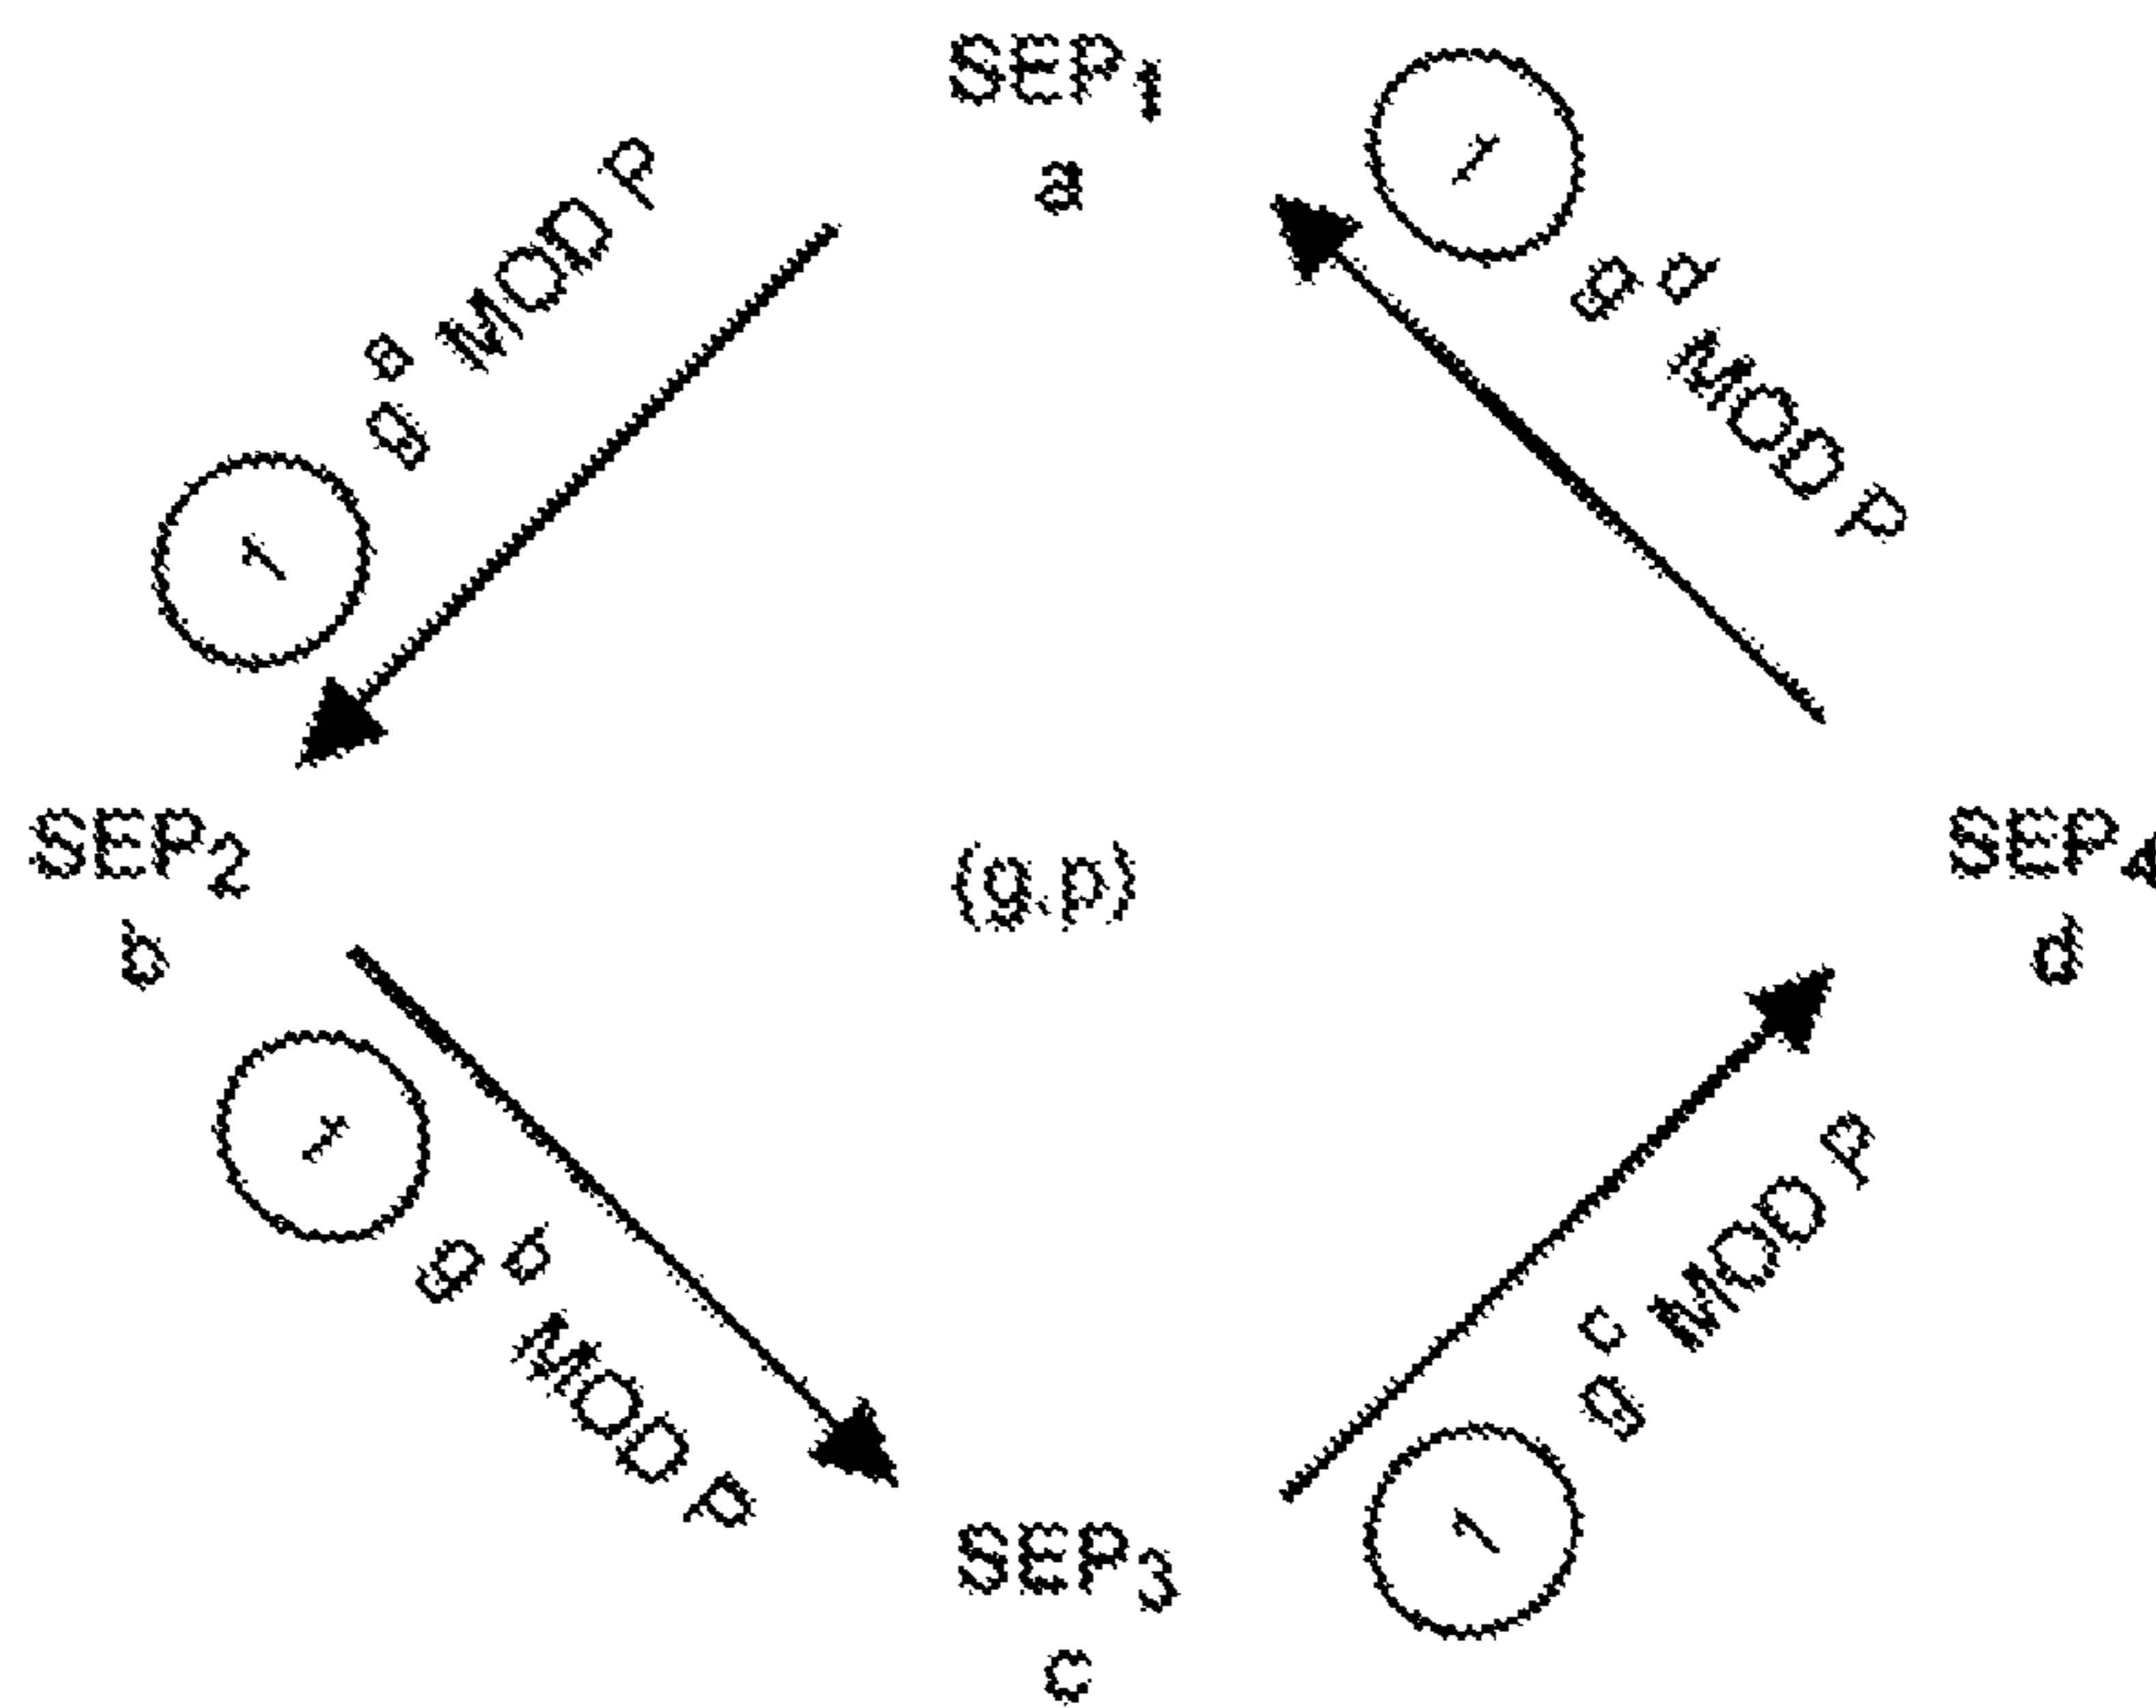 SEP1
a
1
g a MOD P
1
g d MOD P
SEP2
b
(g,p)
SEP4
d
1
g b MOD P
1
g c MOD P
SEP3
c